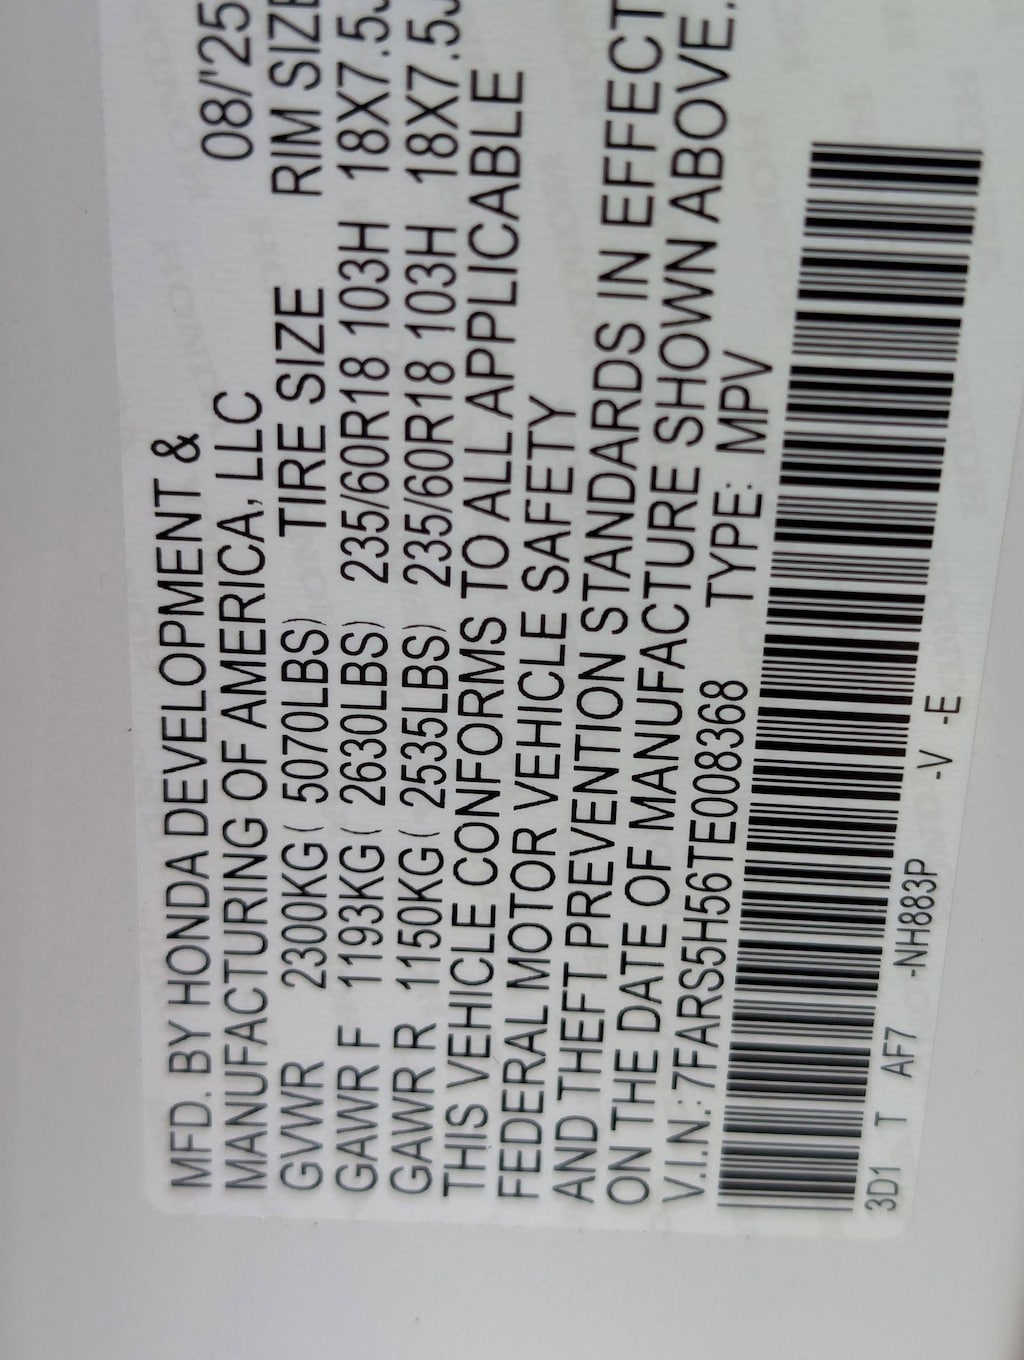 MFD. BY HONDA DEVELOPMENT &
MANUFACTURING OF AMERICA, LLC 08/'25
GVWR 2300KG ( 5070LBS) TIRE SIZE RIM SIZE
GAWR F 1193KG ( 2630LBS) 235/60R18 103H 18X7.5J
GAWR R 1150KG ( 2535LBS) 235/60R18 103H 18X7.5J
THIS VEHICLE CONFORMS TO ALL APPLICABLE
FEDERAL MOTOR VEHICLE SAFETY
AND THEFT PREVENTION STANDARDS IN EFFECT
ON THE DATE OF MANUFACTURE SHOWN ABOVE.
V.I.N.: 7FARS5H56TE008368 TYPE: MPV
3D1 T AF7 -NH883P -V -E